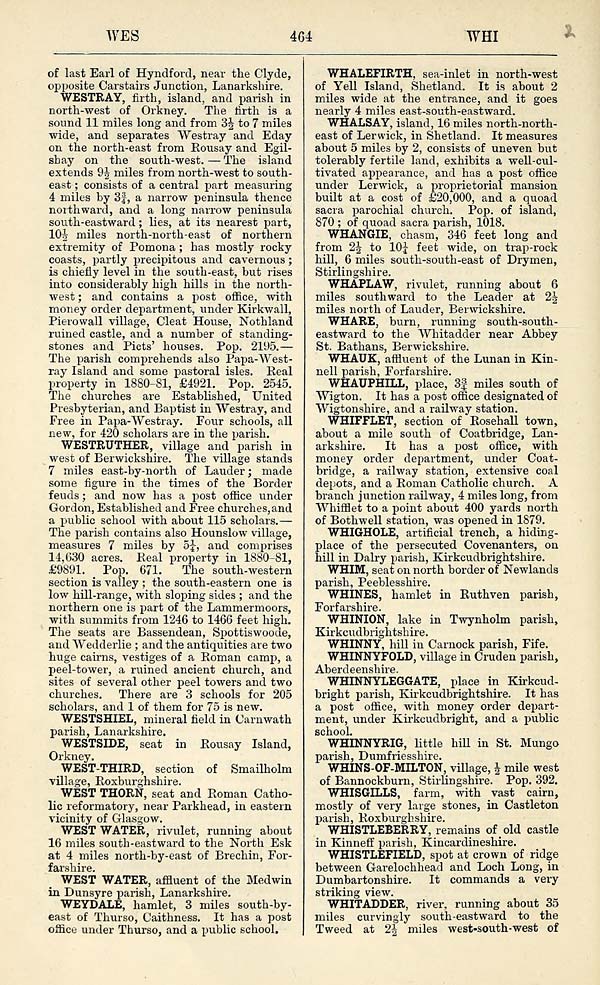 WES 464 WHI 2
of last Earl of Hyndford, near the Clyde,
opposite Carstairs Junction, Lanarkshire.
WESTRAY, firth, island, and parish in
north-west of Orkney. The firth is a
sound 11 miles long and from 3½ to 7 miles
wide, and separates Westray and Eday
on the north-east from Rousay and Egil-
shay on the south-west. — The island
extends 9½ miles from north-west to south-
east; consists of a central part measuring
4 miles by 3¾, a narrow peninsula thence
northward, and a long narrow peninsula
south-eastward; lies, at its nearest part,
10½ miles north-north-east of northern
extremity of Pomona; has mostly rocky
coasts, partly precipitous and cavernous;
is chiefly level in the south-east, but rises
into considerably high hills in the north-
west; and contains a post office, with
money order department, under Kirkwall,
Pierowall village, Cleat House, Nothland
ruined castle, and a number of standing-
stones and Picts' houses. Pop. 2195.—
The parish comprehends also Papa-West-
ray Island and some pastoral isles. Real
property in 1880-81, £4921. Pop. 2545.
The churches are Established, United
Presbyterian, and Baptist in Westray, and
Free in Papa-Westray. Four schools, all
new, for 420 scholars are in the parish.
WESTRUTHER, village and parish in
west of Berwickshire. The village stands
7 miles east-by-north of Lauder; made
some figure in the times of the Border
feuds; and now has a post office under
Gordon, Established and Free churches, and
a public school with about 115 scholars.—
The parish contains also Hounslow village,
measures 7 miles by 5¼, and comprises
14,630 acres. Real property in 1880-81,
£9891. Pop. 671. The south-western
section is valley; the south-eastern one is
low hill-range, with sloping sides; and the
northern one is part of the Lammermoors,
with summits from 1246 to 1466 feet high.
The seats are Bassendean, Spottiswoode,
and Wedderlie; and the antiquities are two
huge cairns, vestiges of a Roman camp, a
peel-tower, a ruined ancient church, and
sites of several other peel towers and two
churches. There are 3 schools for 205
scholars, and 1 of them for 75 is new.
WESTSHIEL, mineral field in Carnwath
parish, Lanarkshire.
WESTSIDE, seat in Rousay Island,
Orkney.
WEST-THIRD, section of Smailholm
village, Roxburghshire.
WEST THORN, seat and Roman Catho-
lic reformatory, near Parkhead, in eastern
vicinity of Glasgow.
WEST WATER, rivulet, running about
16 miles south-eastward to the North Esk
at 4 miles north-by-east of Brechin, For-
farshire.
WEST WATER, affluent of the Medwin
in Dunsyre parish, Lanarkshire.
WEYDALE, hamlet, 3 miles south-by-
east of Thurso, Caithness. It has a post
office under Thurso, and a public school.
WHALEFIRTH, sea-inlet in north-west
of Yell Island, Shetland. It is about 2
miles wide at the entrance, and it goes
nearly 4 miles east-south-eastward.
WHALSAY, island, 16 miles north-north-
east of Lerwick, in Shetland. It measures
about 5 miles by 2, consists of uneven but
tolerably fertile land, exhibits a well-cul-
tivated appearance, and has a post office
under Lerwick, a proprietorial mansion
built at a cost of £20,000, and a quoad
sacra parochial church. Pop. of island,
870; of quoad sacra parish, 1018.
WHANGIE, chasm, 346 feet long and
from 2½ to 10¼ feet wide, on trap-rock
hill, 6 miles south-south-east of Drymen,
Stirlingshire.
WHAPLAW, rivulet, running about 6
miles southward to the Leader at 2½
miles north of Lauder, Berwickshire.
WHARE, burn, running south-south-
eastward to the Whitadder near Abbey
St. Bathans, Berwickshire.
WHAUK, affluent of the Lunan in Kin-
nell parish, Forfarshire.
WHAUPHILL, place, 3¾ miles south of
Wigton. It has a post office designated of
Wigtonshire, and a railway station.
WHIFFLET, section of Rosehall town,
about a mile south of Coatbridge, Lan-
arkshire. It has a post office, with
money order department, under Coat-
bridge, a railway station, extensive coal
depots, and a Roman Catholic church. A
branch junction railway, 4 miles long, from
Whifflet to a point about 400 yards north
of Bothwell station, was opened in 1879.
WHIGHOLE, artificial trench, a hiding-
place of the persecuted Covenanters, on
hill in Dalry parish, Kirkcudbrightshire.
WHIM, seat on north border of Newlands
parish, Peeblesshire.
WHINES, hamlet in Ruthven parish,
Forfarshire.
WHINION, lake in Twynholm parish,
Kirkcudbrightshire.
WHINNY, hill in Carnock parish, Fife.
WHINNYFOLD, village in Cruden parish,
Aberdeenshire.
WHINNYLEGGATE, place in Kirkcud-
bright parish, Kirkcudbrightshire. It has
a post office, with money order depart-
ment, under Kirkcudbright, and a public
school.
WHINNYRIG, little hill in St. Mungo
parish, Dumfriesshire.
WHINS-OF-MILTON, village, ½ mile west
of Bannockburn, Stirlingshire. Pop. 392.
WHISGILLS, farm, with vast cairn,
mostly of very large stones, in Castleton
parish, Roxburghshire.
WHISTLEBERRY, remains of old castle
in Kinneff parish, Kincardineshire.
WHISTLEFIELD, spot at crown of ridge
between Garelochhead and Loch Long, in
Dumbartonshire. It commands a very
striking view.
WHITADDER, river, running about 35
miles curvingly south-eastward to the
Tweed at 2½ miles west-south-west of